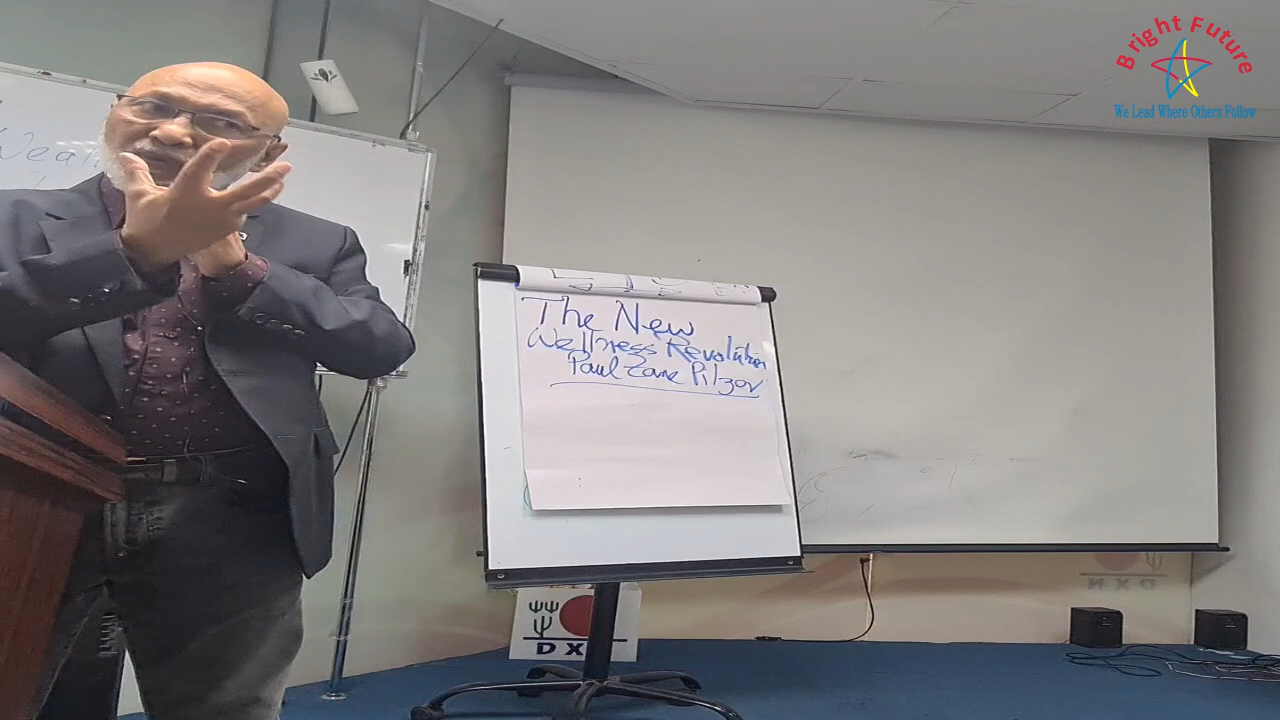 Bright Future
We Lead Where Others Follow
The New
Wellness Revolution
Paul Zane Pilzer
DXN